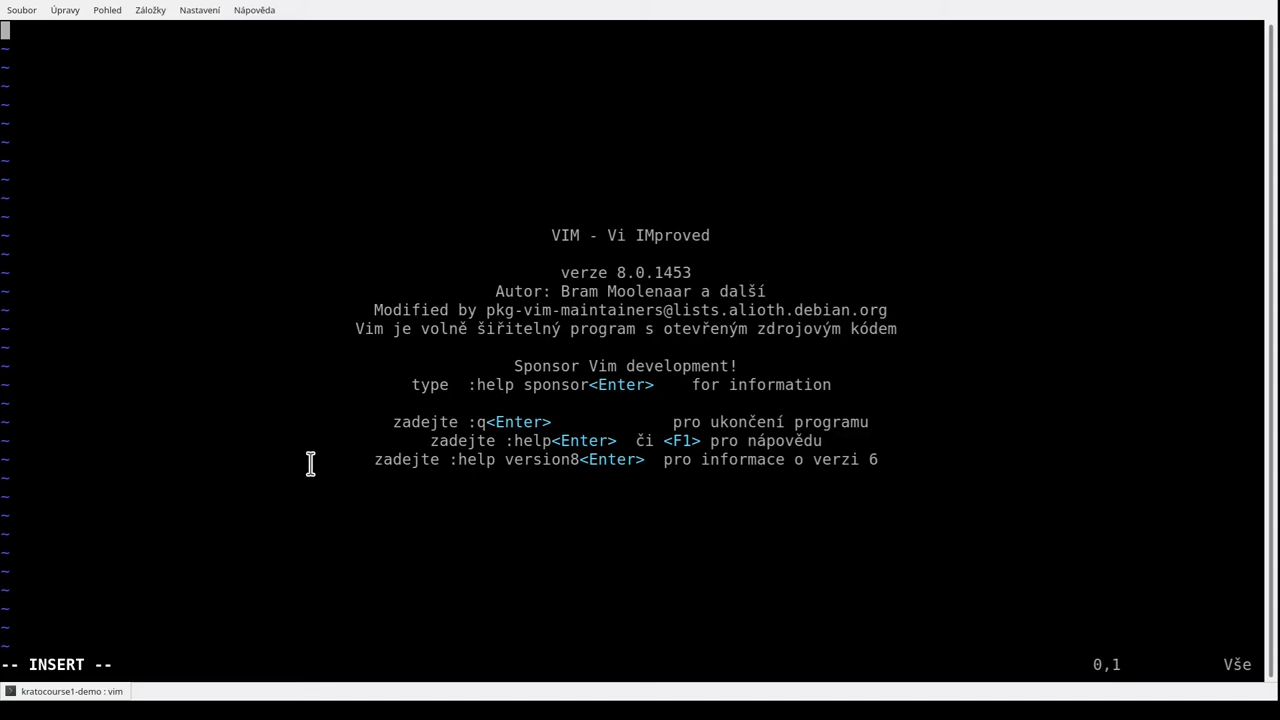 Soubor Úpravy Pohled Záložky Nastavení Nápověda
~
~
~
~
~
~
~
~
~
~
VIM - Vi IMproved
~
~
verze 8.0.1453
~
Autor: Bram Moolenaar a další
~
Modified by pkg-vim-maintainers@lists.alioth.debian.org
~
Vim je volně šiřitelný program s otevřeným zdrojovým kódem
~
~
Sponsor Vim development!
~
type :help sponsor<Enter> for information
~
~
zadejte :q<Enter> pro ukončení programu
~
zadejte :help<Enter> či <F1> pro nápovědu
~
zadejte :help version8<Enter> pro informace o verzi 6
~
~
~
~
~
~
~
~
~
~
-- INSERT -- 0,1 Vše
kratocourse1-demo : vim